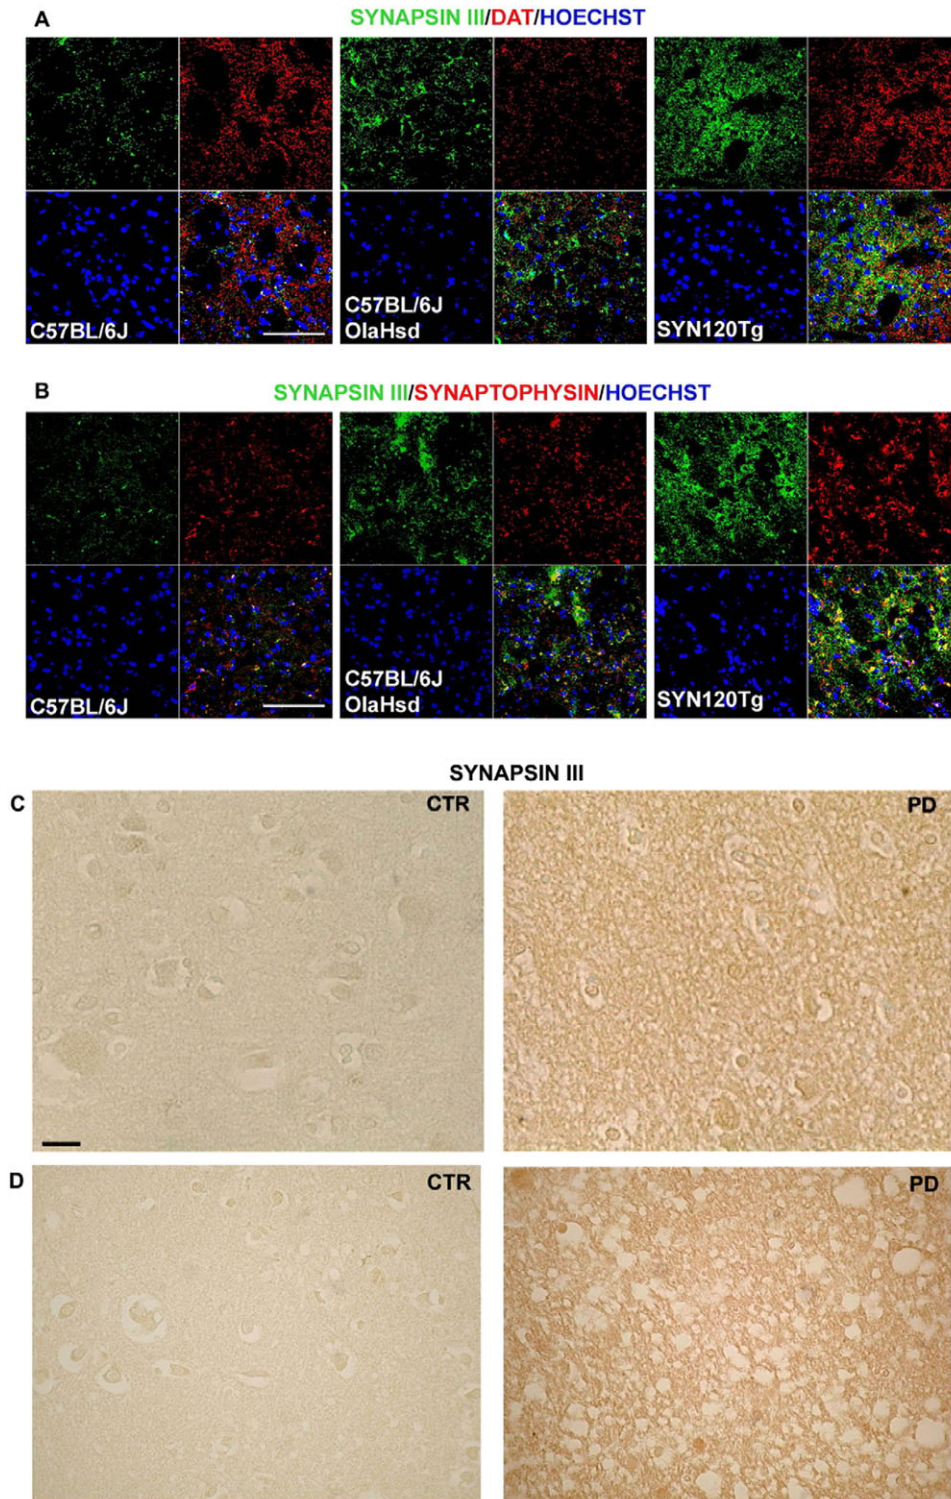 A
SYNAPSIN III/DAT/HOECHST
C57BL/6J
C57BL/6J
OlaHsd
SYN120Tg
B
SYNAPSIN III/SYNAPTOPHYSIN/HOECHST
C57BL/6J
C57BL/6J
OlaHsd
SYN120Tg
SYNAPSIN III
C
CTR
PD
D
CTR
PD